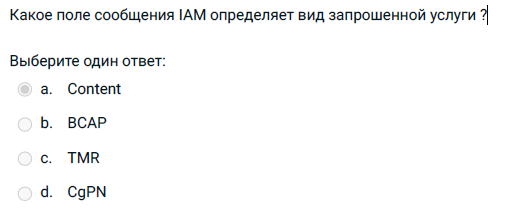 Какое поле сообщения IAM определяет вид запрошенной услуги ?
Выберите один ответ:
a. Content
b. BCAP
c. TMR
d. CgPN